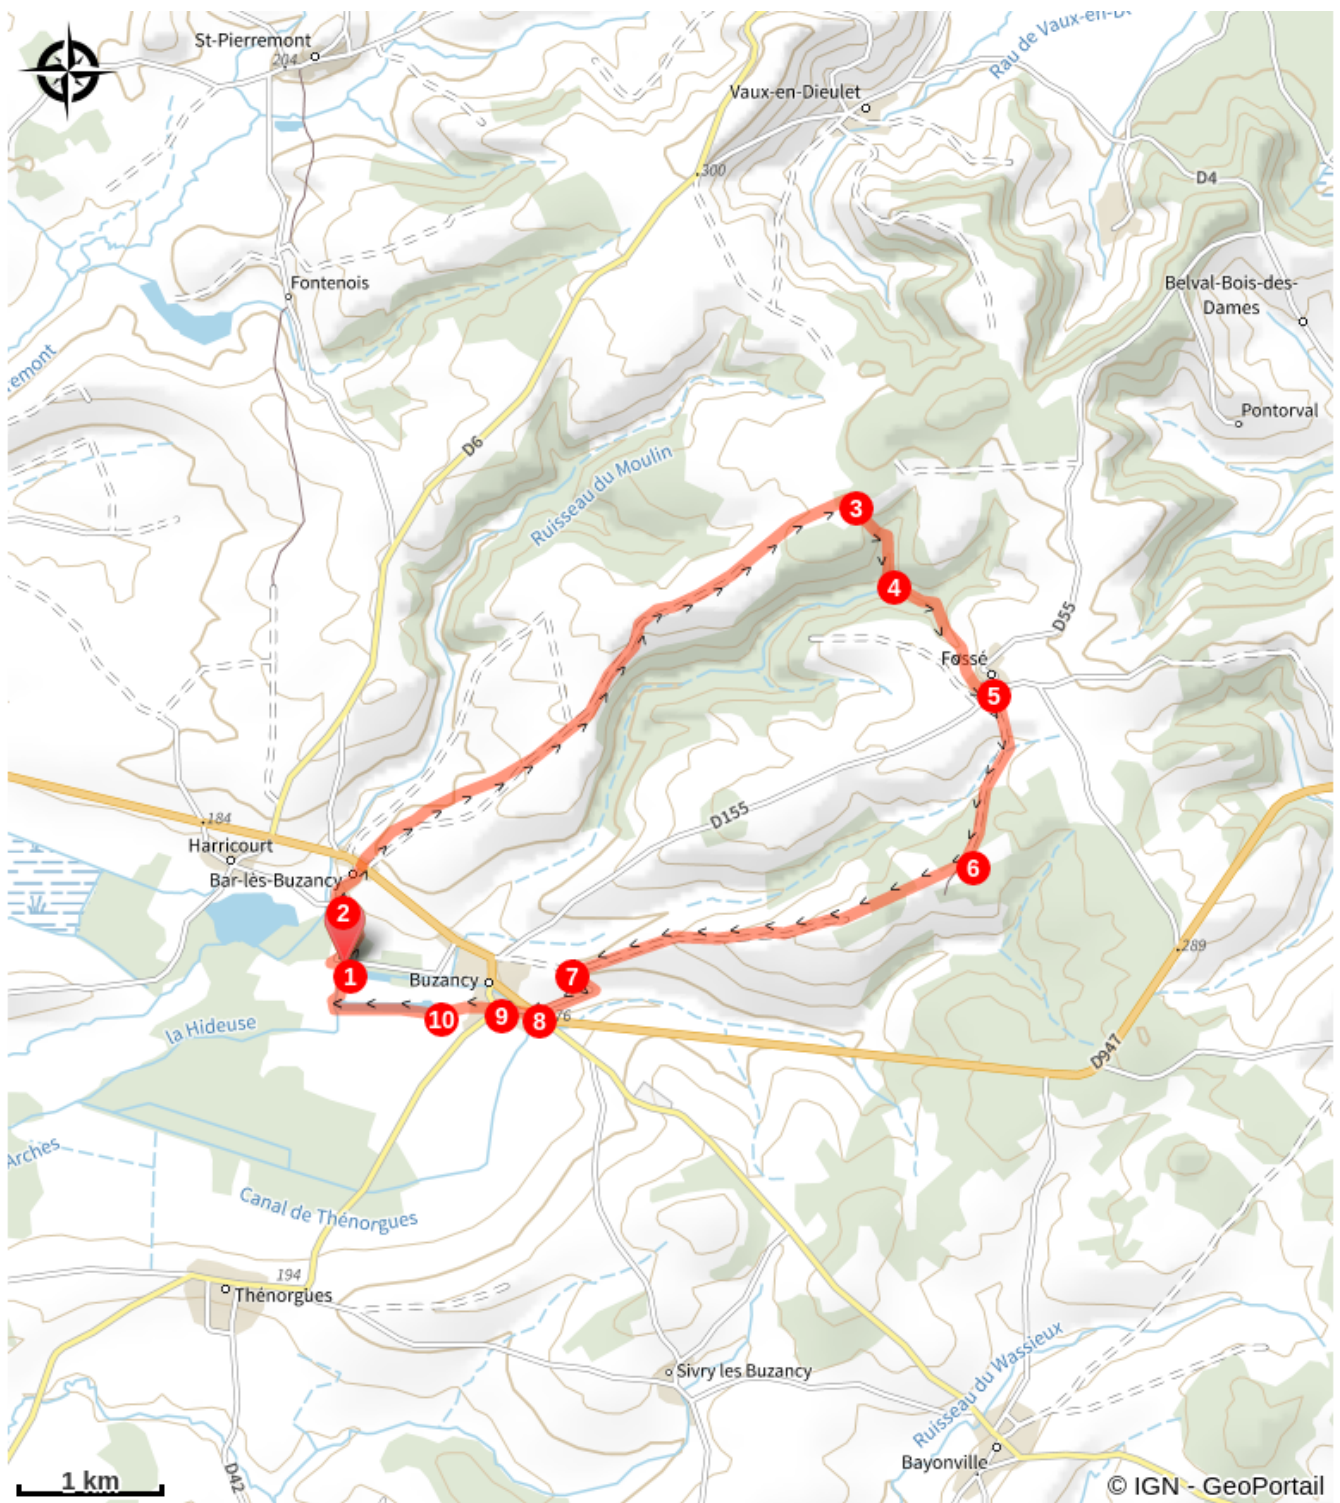 St-Pierremont
204
Rau de Vaux-en-
Vaux-en-Dieulet
300
D4
Fontenois
Belval-Bois-des-
Dames
remont
Pontorval
D6
Ruisseau du Moulin
3
4
D55
Fossé
5
184
D155
Harricourt
Bar-lès-Buzancy
6
2
289
1
Buzancy
7
10
9
8
76
la Hideuse
D947
Arches
Canal de Thénorgues
194
Thénorgues
Sivry les Buzancy
Ruisseau du Wassieux
Bayonville
D42
1 km
© IGN - GeoPortail